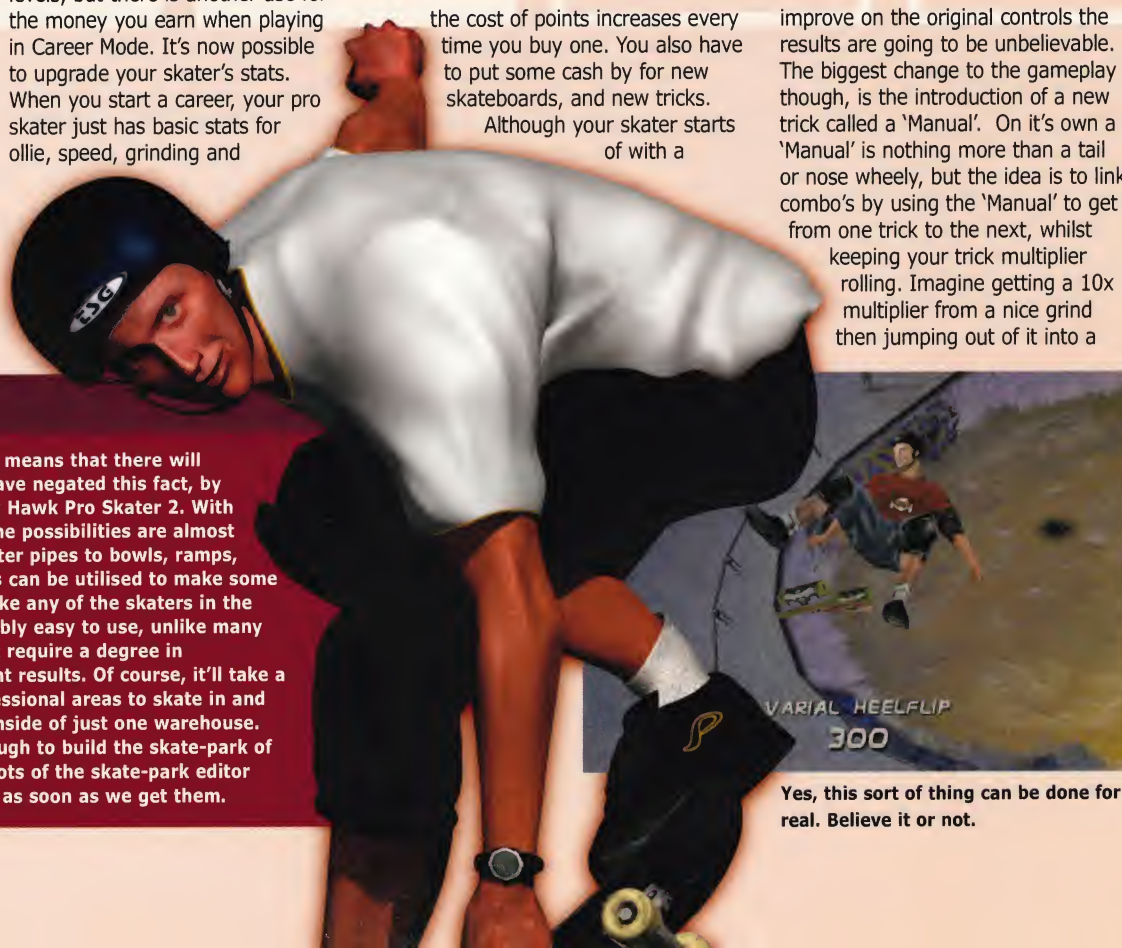 the money you earn when playing
in Career Mode. It's now possible
to upgrade your skater's stats.
When you start a career, your pro
skater just has basic stats for
ollie, speed, grinding and
the cost of points increases every
time you buy one. You also have
to put some cash by for new
skateboards, and new tricks.
Although your skater starts
of with a
improve on the original controls the
results are going to be unbelievable.
The biggest change to the gameplay
though, is the introduction of a new
trick called a 'Manual'. On it's own a
'Manual' is nothing more than a tail
or nose wheely, but the idea is to link
combo's by using the 'Manual' to get
from one trick to the next, whilst
keeping your trick multiplier
rolling. Imagine getting a 10x
multiplier from a nice grind
then jumping out of it into a
means that there will
ave negated this fact, by
Hawk Pro Skater 2. With
ne possibilities are almost
ter pipes to bowls, ramps,
s can be utilised to make some
ke any of the skaters in the
bly easy to use, unlike many
require a degree in
nt results. Of course, it'll take a
essional areas to skate in and
nside of just one warehouse.
ugh to build the skate-park of
ots of the skate-park editor
as soon as we get them.
VARIAL HEELFLIP
300
Yes, this sort of thing can be done for
real. Believe it or not.